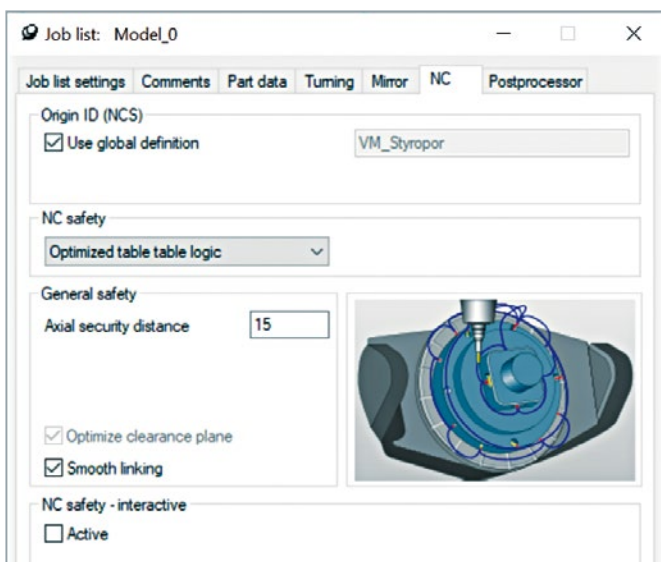 Job list: Model_0
Job list settings Comments Part data Turning Mirror NC Postprocessor
Origin ID (NCS)
Use global definition VM_Styropor
NC safety
Optimized table table logic
General safety
Axial security distance 15
Optimize clearance plane
Smooth linking
NC safety - interactive
Active